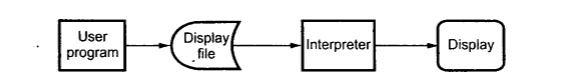 User
program
Display
file
Interpreter
Display